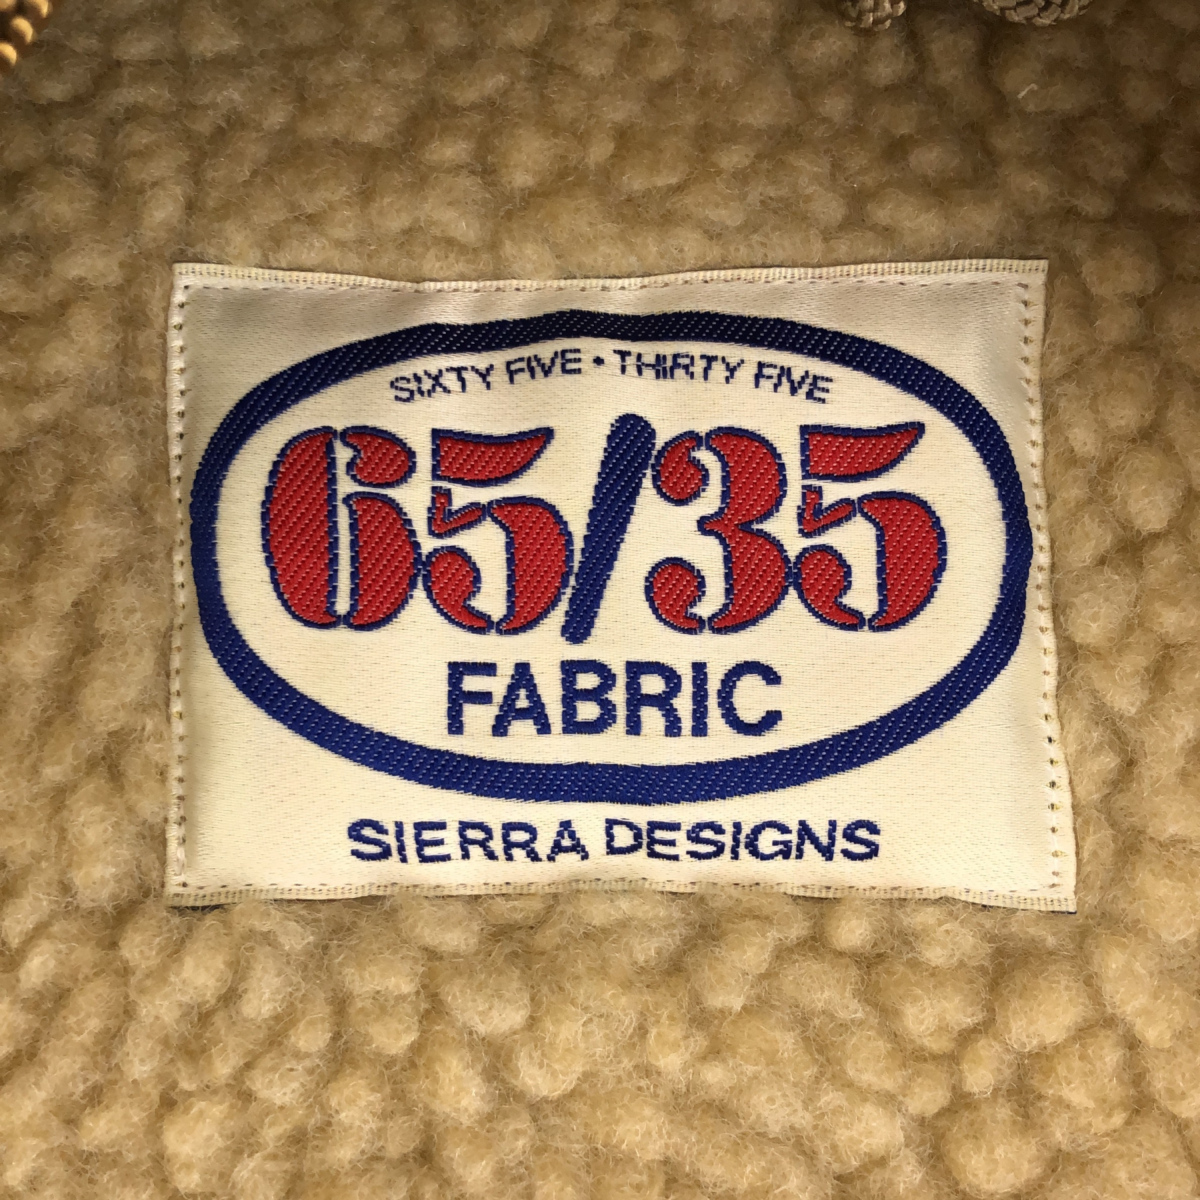 SIXTY FIVE • THIRTY FIVE
65/35
FABRIC
SIERRA DESIGNS